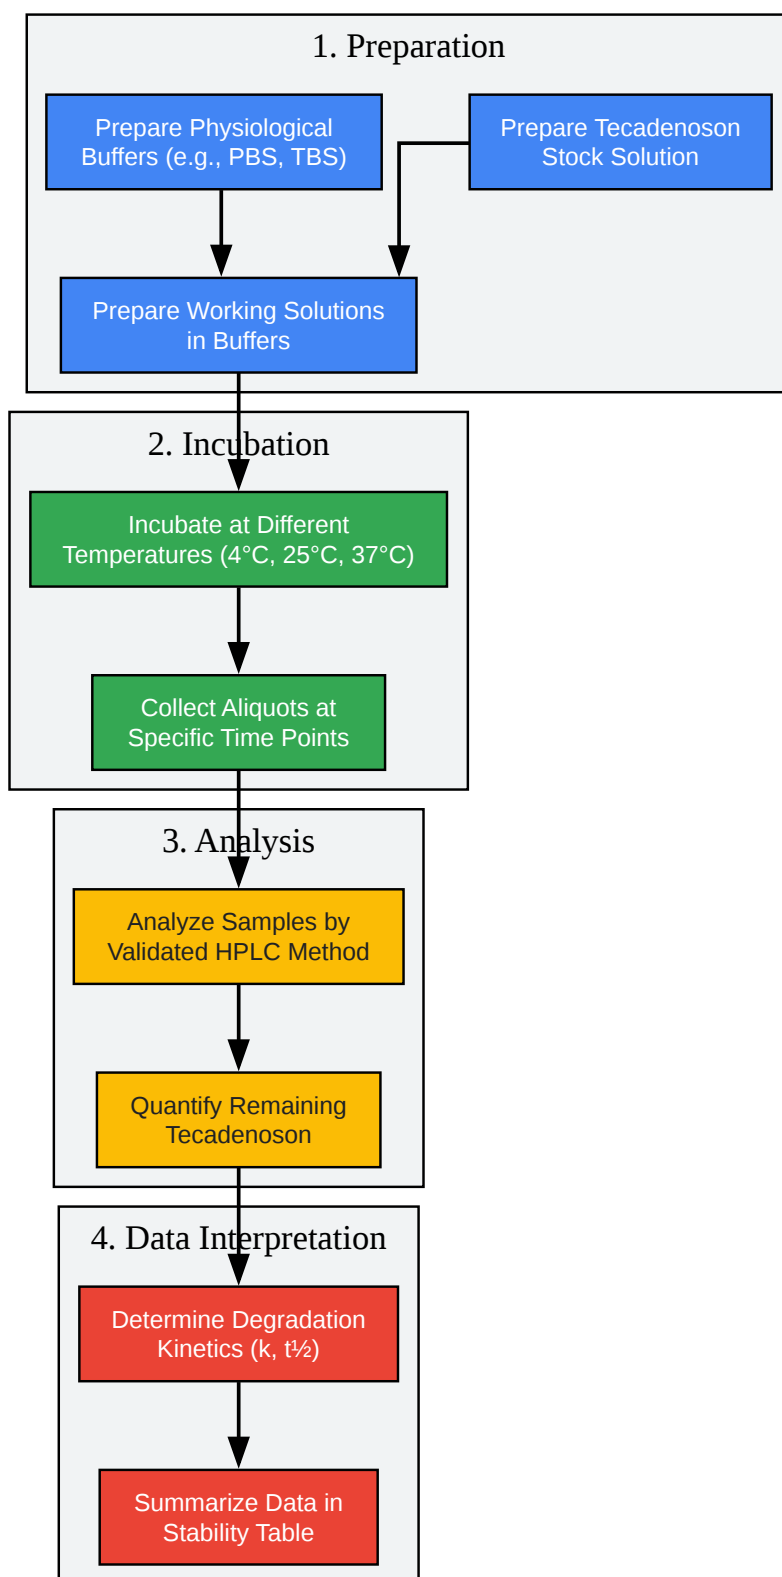 1. Preparation
Prepare Physiological
Buffers (e.g., PBS, TBS)
Prepare Tecadenoson
Stock Solution
Prepare Working Solutions
in Buffers
2. Incubation
Incubate at Different
Temperatures (4°C, 25°C, 37°C)
Collect Aliquots at
Specific Time Points
3. Analysis
Analyze Samples by
Validated HPLC Method
Quantify Remaining
Tecadenoson
4. Data Interpretation
Determine Degradation
Kinetics (k, t½)
Summarize Data in
Stability Table